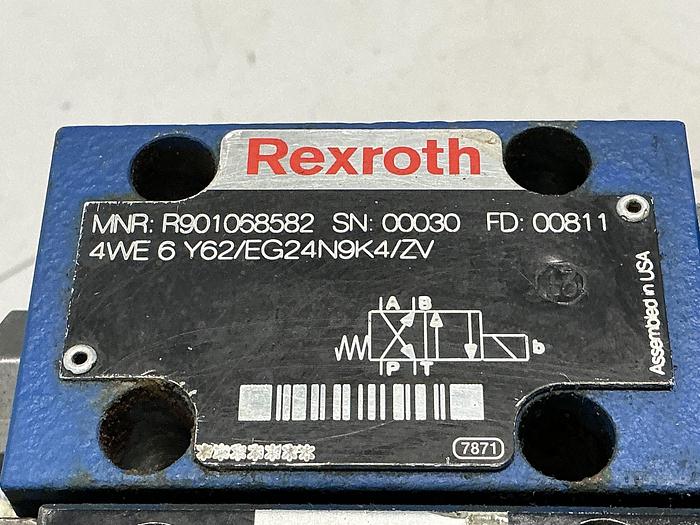 Rexroth
MNR: R901068582 SN: 00030 FD: 00811
4WE 6 Y62/EG24N9K4/ZV
Assembled in USA
A B
b
P T
7871